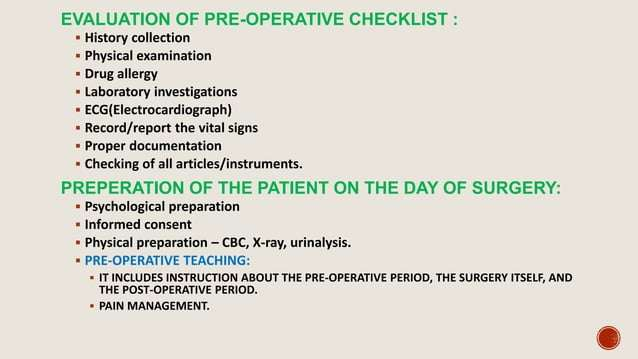 EVALUATION OF PRE-OPERATIVE CHECKLIST :
▪ History collection
▪ Physical examination
▪ Drug allergy
▪ Laboratory investigations
▪ ECG(Electrocardiograph)
▪ Record/report the vital signs
▪ Proper documentation
▪ Checking of all articles/instruments.
PREPERATION OF THE PATIENT ON THE DAY OF SURGERY:
▪ Psychological preparation
▪ Informed consent
▪ Physical preparation – CBC, X-ray, urinalysis.
▪ PRE-OPERATIVE TEACHING:
▪ IT INCLUDES INSTRUCTION ABOUT THE PRE-OPERATIVE PERIOD, THE SURGERY ITSELF, AND
THE POST-OPERATIVE PERIOD.
▪ PAIN MANAGEMENT.